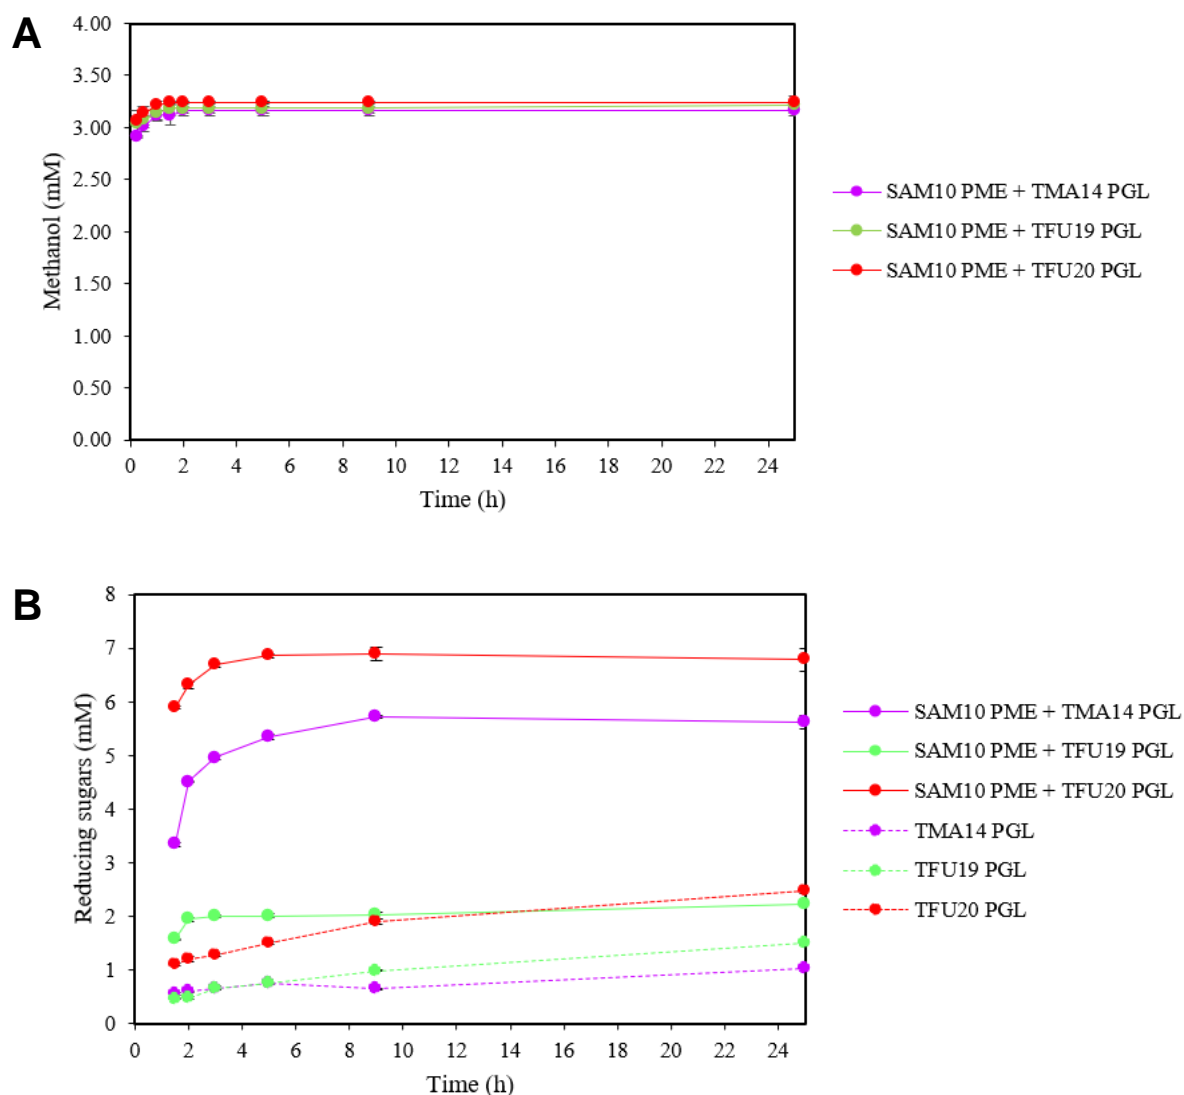 A
4.00
3.50
3.00
2.50
2.00
1.50
1.00
0.50
0.00
Methanol (mM)
0 2 4 6 8 10 12 14 16 18 20 22 24
Time (h)
SAM10 PME + TMA14 PGL
SAM10 PME + TFU19 PGL
SAM10 PME + TFU20 PGL
B
8
7
6
5
4
3
2
1
0
Reducing sugars (mM)
0 2 4 6 8 10 12 14 16 18 20 22 24
Time (h)
SAM10 PME + TMA14 PGL
SAM10 PME + TFU19 PGL
SAM10 PME + TFU20 PGL
TMA14 PGL
TFU19 PGL
TFU20 PGL